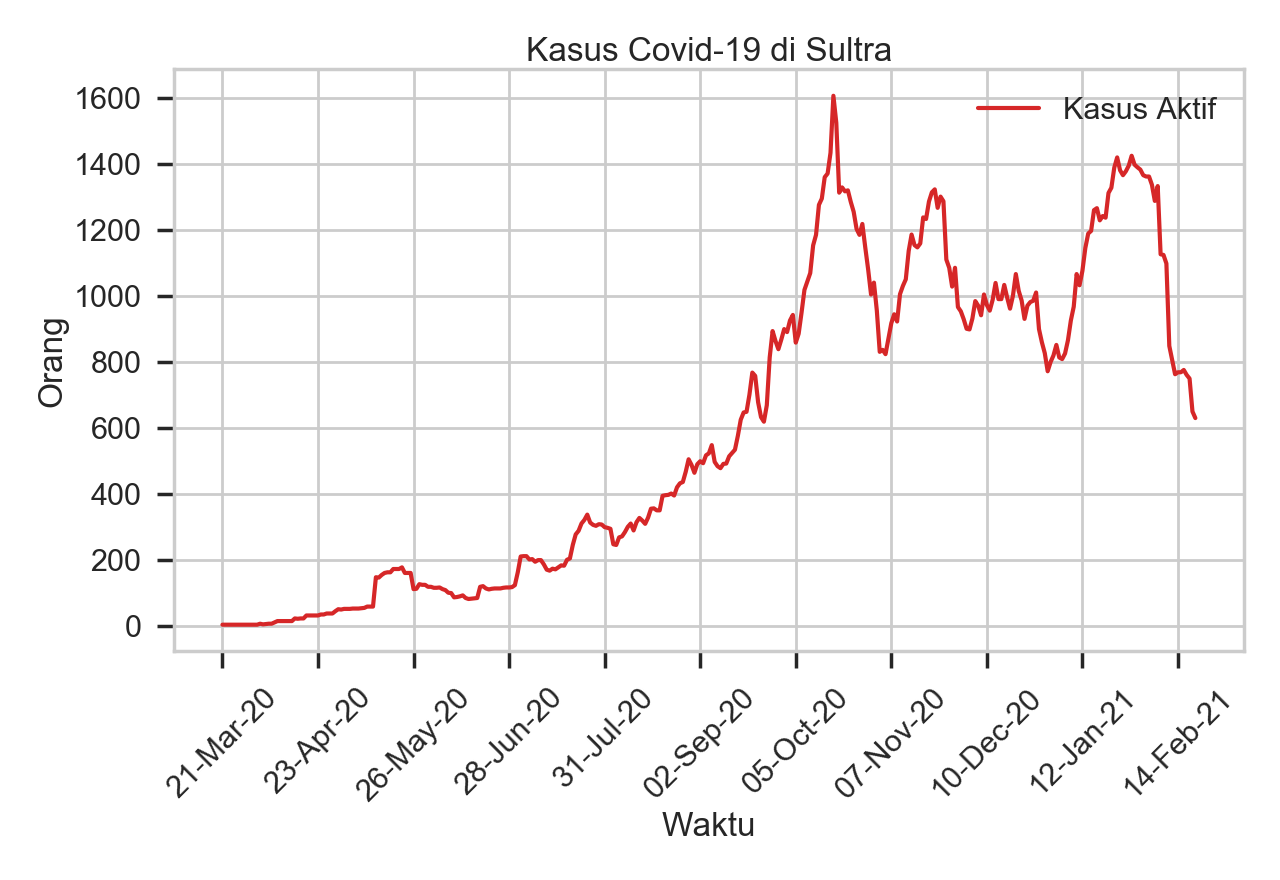 Kasus Covid-19 di Sultra
Kasus Aktif
1600
1400
1200
1000
800
600
400
200
0
Orang
21-Mar-20
23-Apr-20
26-May-20
28-Jun-20
31-Jul-20
02-Sep-20
05-Oct-20
07-Nov-20
10-Dec-20
12-Jan-21
14-Feb-21
Waktu